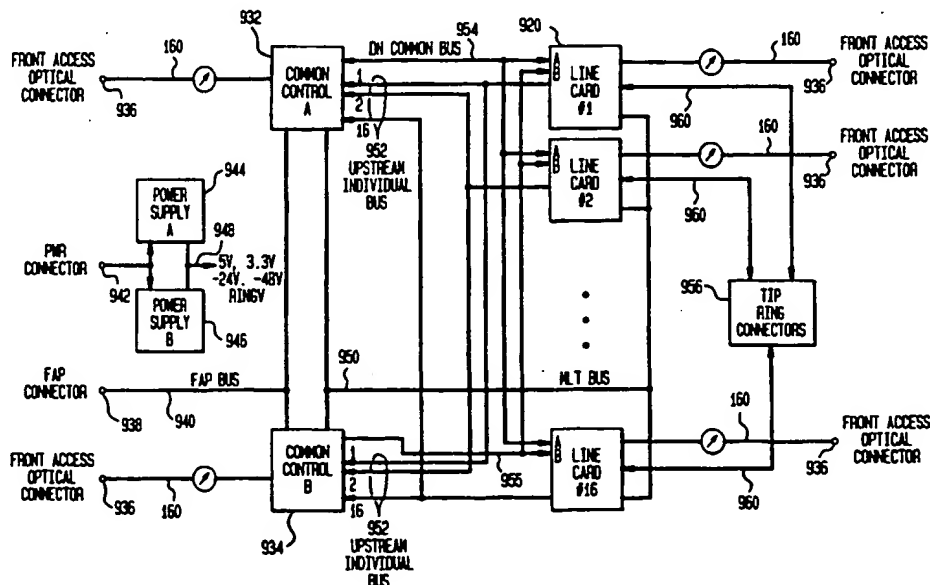 932
954
920
160
FRONT ACCESS
OPTICAL
CONNECTOR
936
160
COMMON
CONTROL
A
DN COMMON BUS
1
2
16
952
UPSTREAM
INDIVIDUAL
BUS
A
B
LINE
CARD
#1
160
936
FRONT ACCESS
OPTICAL
CONNECTOR
960
A
B
LINE
CARD
#2
160
936
FRONT ACCESS
OPTICAL
CONNECTOR
960
944
POWER
SUPPLY
A
948
PWR
CONNECTOR
942
5V, 3.3V
-24V. -48V
RINGV
POWER
SUPPLY
B
946
956
TIP
RING
CONNECTORS
FAP
CONNECTOR
938
FAP BUS
940
950
MLT BUS
FRONT ACCESS
OPTICAL
CONNECTOR
936
160
COMMON
CONTROL
B
934
1
2
16
952
UPSTREAM
INDIVIDUAL
BUS
955
A
B
LINE
CARD
#16
160
936
FRONT ACCESS
OPTICAL
CONNECTOR
960